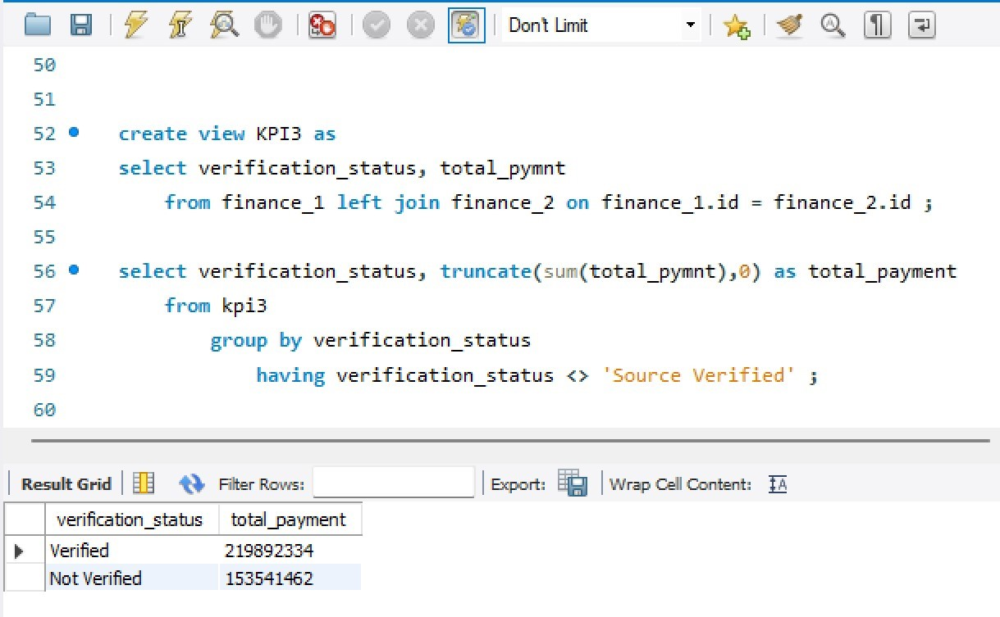 Don't Limit
50
51
52 create view KPI3 as
53 select verification_status, total_pymnt
54 from finance_1 left join finance_2 on finance_1.id = finance_2.id ;
55
56 select verification_status, truncate(sum(total_pymnt),0) as total_payment
57 from kpi3
58 group by verification_status
59 having verification_status <> 'Source Verified' ;
60
Result Grid Filter Rows: Export: Wrap Cell Content: IA
verification_status total_payment
Verified 219892334
Not Verified 153541462